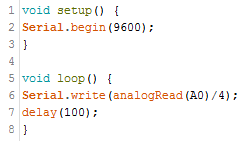 1 void setup() {
2 Serial.begin(9600);
3 }
4
5 void loop() {
6 Serial.write(analogRead(A0)/4);
7 delay(100);
8 }